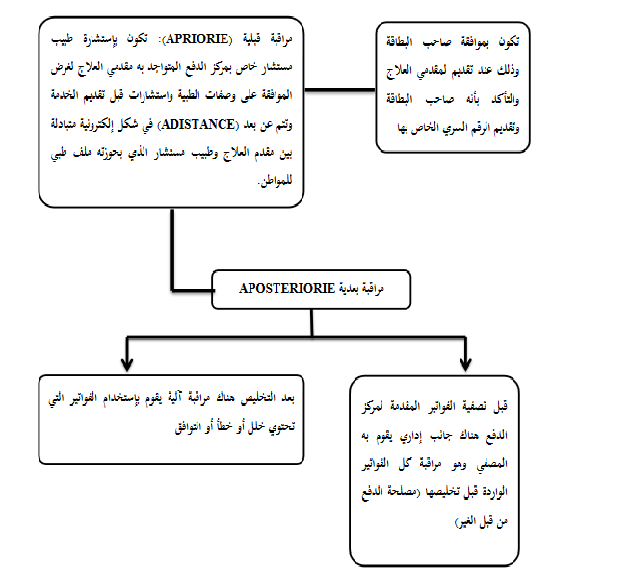 تكون بموافقة صاحب البطاقة
وذلك عند تقديم لمقدمي العلاج
والتأكد بأنه صاحب البطاقة
وتقديم الرقم السري الخاص بها
مراقبة قبلية (APRIORIE): تكون بإستشرة طبيب
مستشار خاص بمركز الدفع المتواجد به مقدمي العلاج لغرض
الموافقة على وصفات الطبية واستشارات قبل تقديم الخدمة
وتتم عن بعد (ADISTANCE) في شكل إلكترونية متبادلة
بين مقدم العلاج وطبيب مستشار الذي بحوزته ملف طبي
للمواطن.
مراقبة بعدية APOSTERIORIE
قبل تصفية الفواتير المقدمة لمركز
الدفع هناك جانب إداري يقوم به
المصفي وهو مراقبة كل الفواتير
الواردة قبل تخليصها (مصلحة الدفع
من قبل الغير)
بعد التخليص هناك مراقبة آلية يقوم بإستخدام الفواتير التي
تحتوي خلل أو خطأ أو التوافق